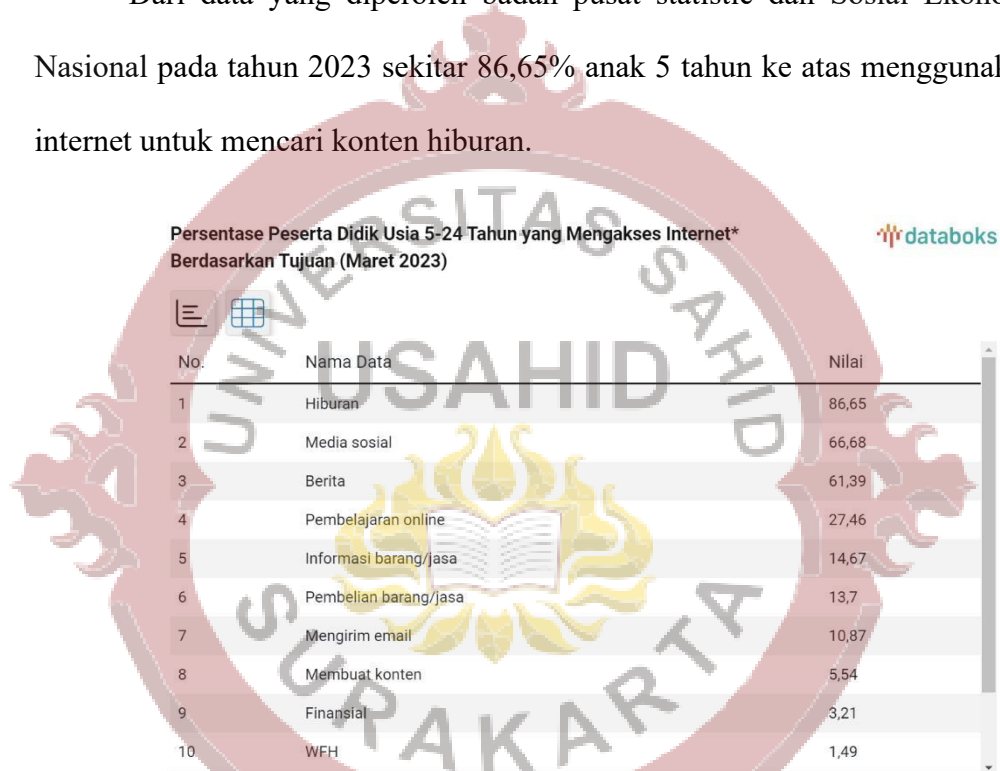 Dari data yang diperoleh badan pusat statistic dan Sosial Ekono
Nasional pada tahun 2023 sekitar 86,65% anak 5 tahun ke atas menggunak
internet untuk mencari konten hiburan.
Persentase Peserta Didik Usia 5-24 Tahun yang Mengakses Internet*
Berdasarkan Tujuan (Maret 2023)
databoks
No. Nama Data Nilai
1 Hiburan 86,65
2 Media sosial 66,68
3 Berita 61,39
4 Pembelajaran online 27,46
5 Informasi barang/jasa 14,67
6 Pembelian barang/jasa 13,7
7 Mengirim email 10,87
8 Membuat konten 5,54
9 Finansial 3,21
10 WFH 1,49
UNIVERSITAS SAHID
USAHID
SURAKARTA